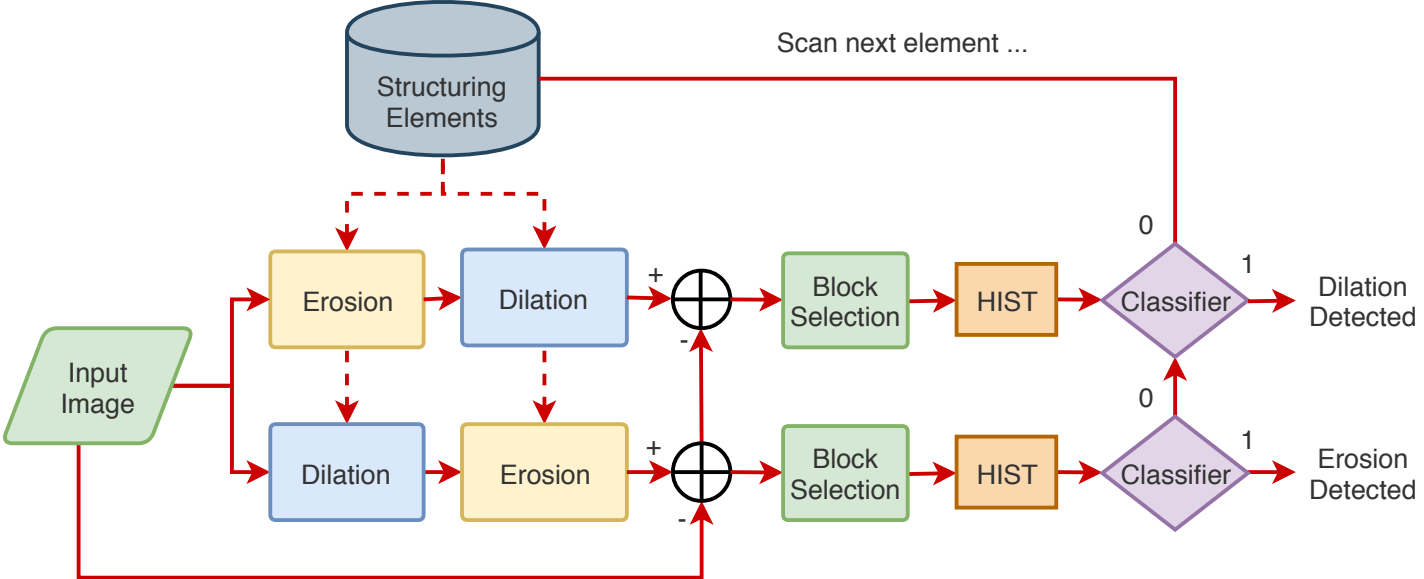 Scan next element ...
Structuring
Elements
0
1
+
Erosion
Dilation
Block
Selection
HIST
Classifier
Dilation
Detected
-
Input
Image
0
1
+
Dilation
Erosion
Block
Selection
HIST
Classifier
Erosion
Detected
-